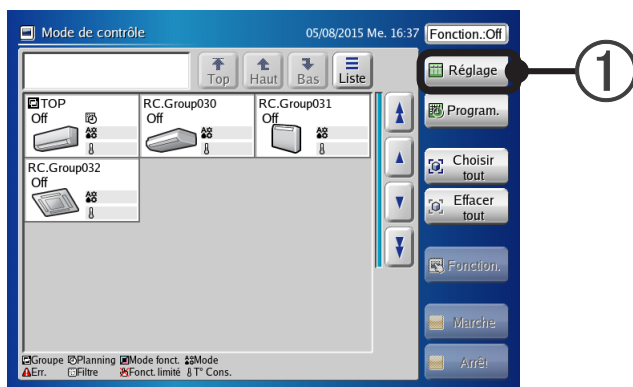 Mode de contrôle
05/08/2015 Me. 16:37
Fonction.:Off
Top
Haut
Bas
Liste
Réglage
1
TOP
Off
RC.Group030
Off
RC.Group031
Off
Program.
RC.Group032
Off
Choisir
tout
Effacer
tout
Fonction.
Marche
Arrêt
Groupe Planning Mode fonct. Mode
Err. Filtre Fonct. limité T° Cons.